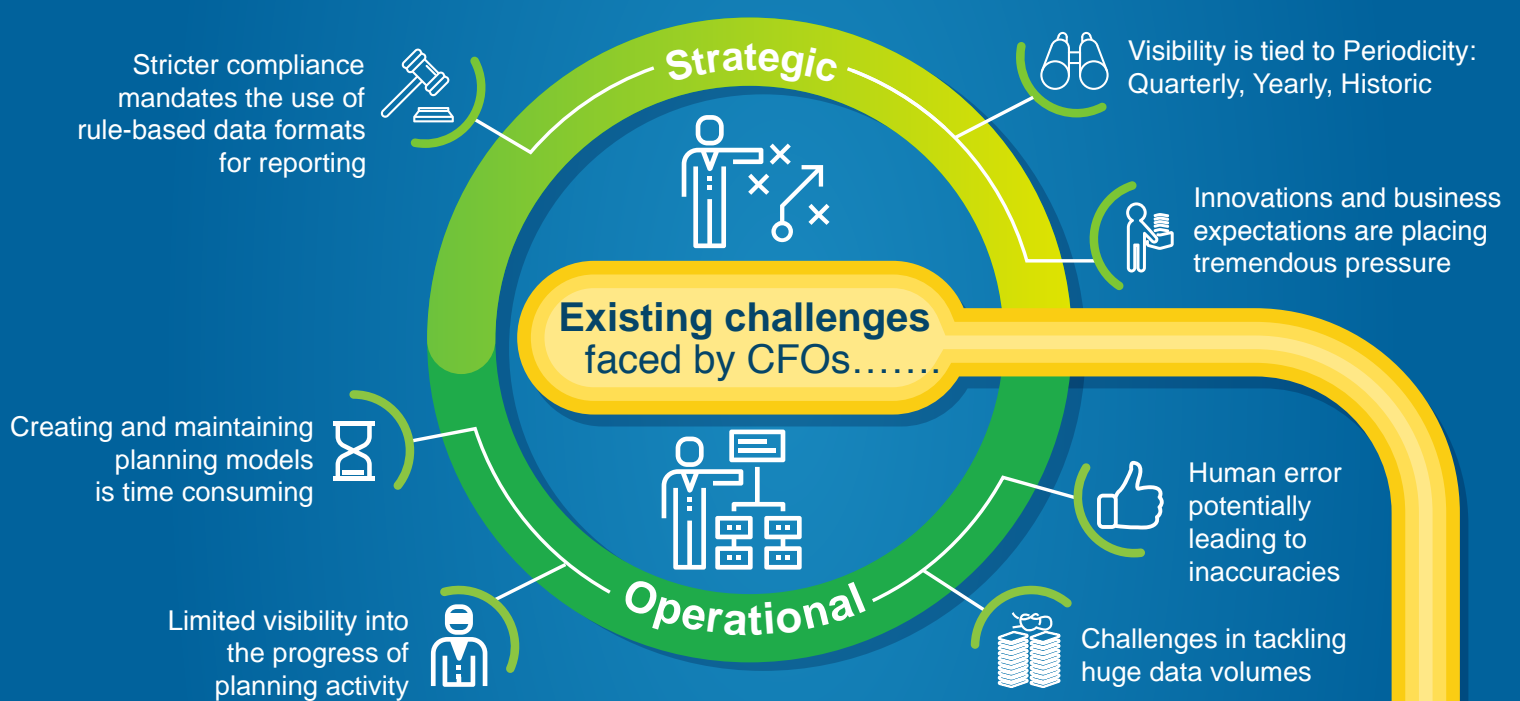 Strategic
Stricter compliance
mandates the use of
rule-based data formats
for reporting
Visibility is tied to Periodicity:
Quarterly, Yearly, Historic
Innovations and business
expectations are placing
tremendous pressure
Existing challenges
faced by CFOs.......
Creating and maintaining
planning models
is time consuming
Human error
potentially
leading to
inaccuracies
Limited visibility into
the progress of
planning activity
Operational
Challenges in tackling
huge data volumes